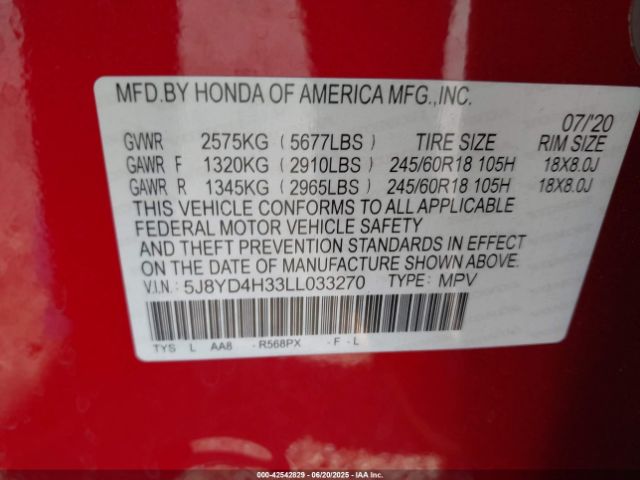 MFD.BY HONDA OF AMERICA MFG.,INC.
07/'20
GVWR 2575KG (5677LBS) TIRE SIZE RIM SIZE
GAWR F 1320KG (2910LBS) 245/60R18 105H 18X8.0J
GAWR R 1345KG (2965LBS) 245/60R18 105H 18X8.0J
THIS VEHICLE CONFORMS TO ALL APPLICABLE
FEDERAL MOTOR VEHICLE SAFETY
AND THEFT PREVENTION STANDARDS IN EFFECT
ON THE DATE OF MANUFACTURE SHOWN ABOVE.
V.I.N.: 5J8YD4H33LL033270 TYPE: MPV
TYS L AA8 - R568PX - F - L
000-42542829 | 06/20/2025 | IAA Inc.